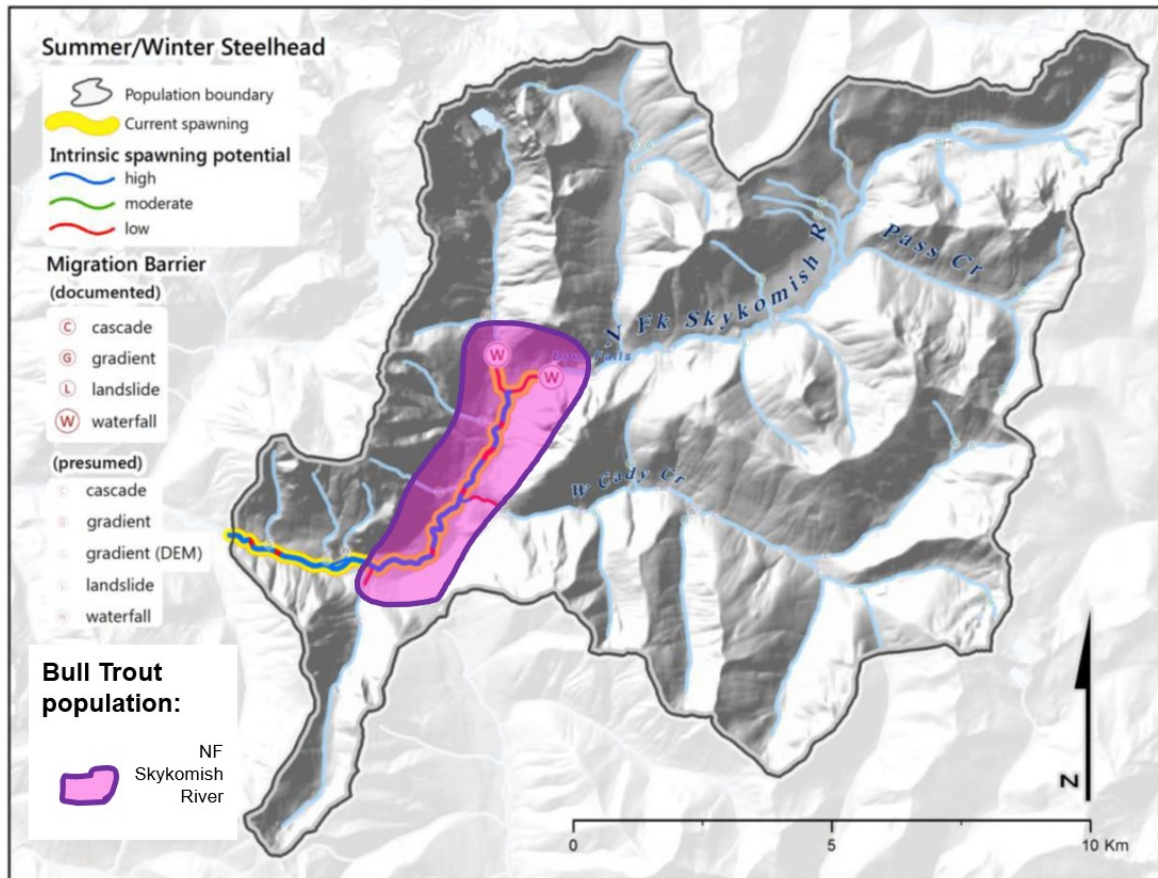 Summer/Winter Steelhead
Population boundary
Current spawning
Intrinsic spawning potential
high
moderate
low
Migration Barrier
(documented)
C cascade
G gradient
L landslide
W waterfall
(presumed)
cascade
gradient
gradient (DEM)
landslide
waterfall
Bull Trout
population:
NF
Skykomish
River
W
W
Falls
N Fk Skykomish R
Pass Cr
W Cady Cr
N
0 5 10 Km